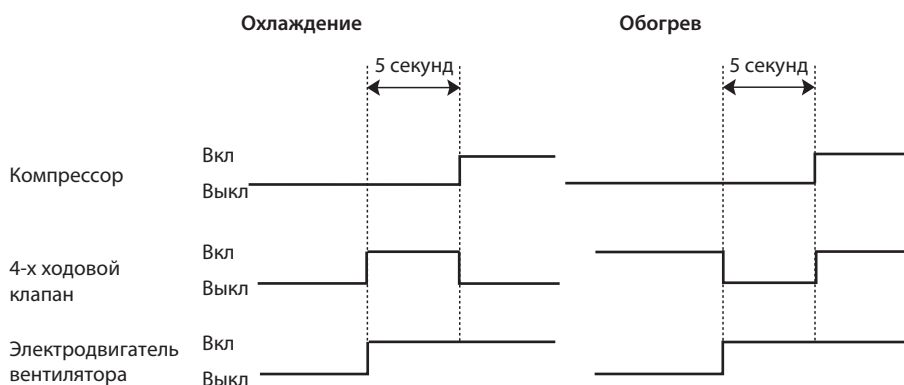 Охлаждение
Обогрев
5 секунд
5 секунд
Компрессор
Вкл
Выкл
4-х ходовой
клапан
Вкл
Выкл
Электродвигатель
вентилятора
Вкл
Выкл